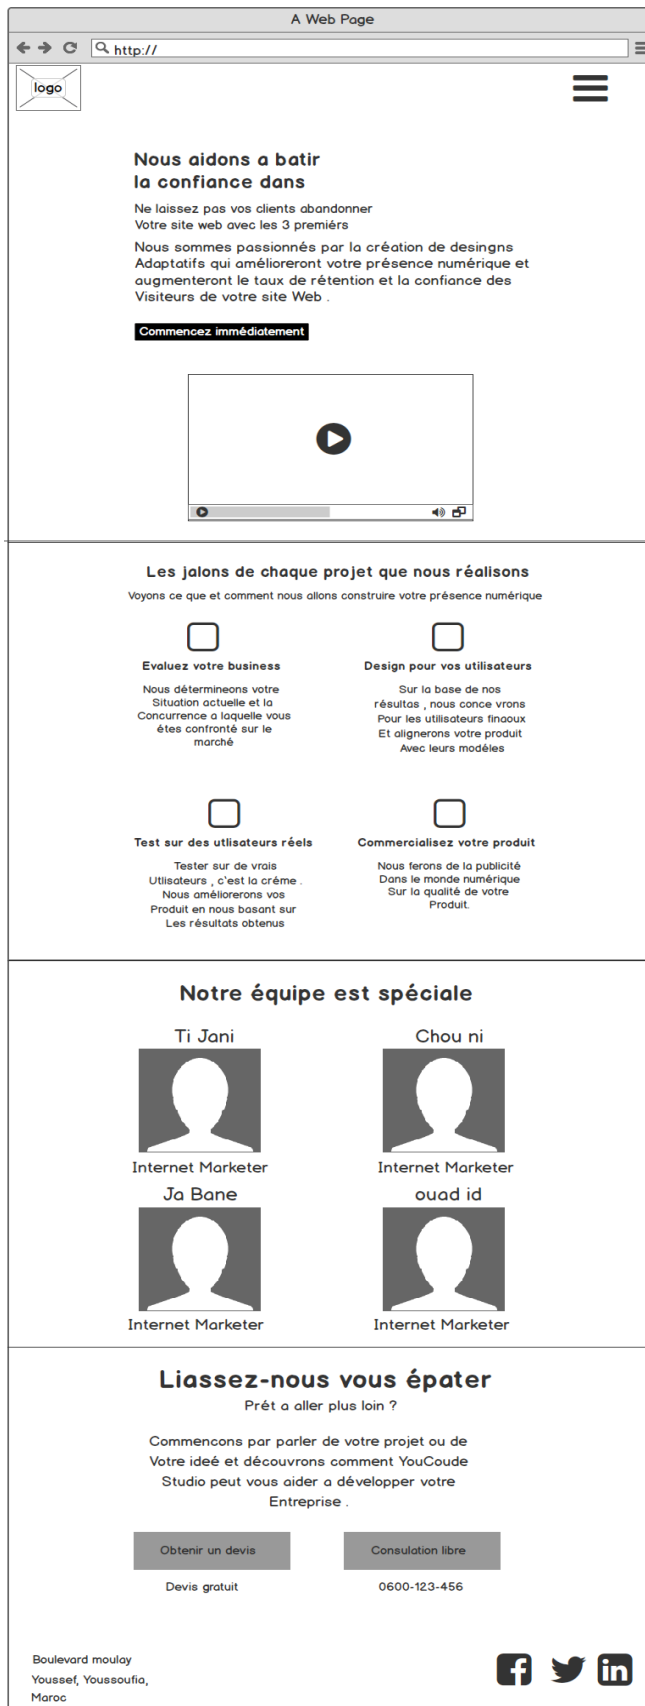 A Web Page
http://
logo
Nous aidons a batir
la confiance dans
Ne laissez pas vos clients abandonner
Votre site web avec les 3 premiérs
Nous sommes passionnés par la création de desingns
Adaptatifs qui amélioreront votre présence numérique et
augmenteront le taux de rétention et la confiance des
Visiteurs de votre site Web .
Commencez immédiatement
Les jalons de chaque projet que nous réalisons
Voyons ce que et comment nous allons construire votre présence numérique
Evaluez votre business
Nous détermineons votre
Situation actuelle et la
Concurrence a laquelle vous
étes confronté sur le
marché
Design pour vos utilisateurs
Sur la base de nos
résultas , nous conce vrons
Pour les utilisateurs finaoux
Et alignerons votre produit
Avec leurs modéles
Test sur des utlisateurs réels
Tester sur de vrais
Utlisateurs , c'est la créme .
Nous améliorerons vos
Produit en nous basant sur
Les résultats obtenus
Commercialisez votre produit
Nous ferons de la publicité
Dans le monde numérique
Sur la qualité de votre
Produit.
Notre équipe est spéciale
Ti Jani
Internet Marketer
Chou ni
Internet Marketer
Ja Bane
Internet Marketer
ouad id
Internet Marketer
Liassez-nous vous épater
Prét a aller plus loin ?
Commencons par parler de votre projet ou de
Votre ideé et découvrons comment YouCoude
Studio peut vous aider a développer votre
Entreprise .
Obtenir un devis
Devis gratuit
Consulation libre
0600-123-456
Boulevard moulay
Youssef, Youssoufia,
Maroc